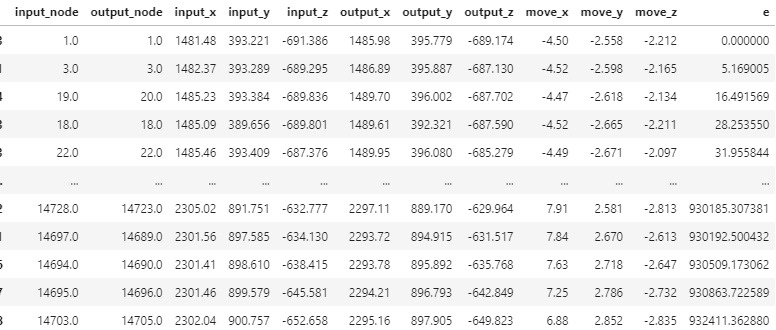 input_node output_node input_x input_y input_z output_x output_y output_z move_x move_y move_z e
3 1.0 1.0 1481.48 393.221 -691.386 1485.98 395.779 -689.174 -4.50 -2.558 -2.212 0.000000
1 3.0 3.0 1482.37 393.289 -689.295 1486.89 395.887 -687.130 -4.52 -2.598 -2.165 5.169005
4 19.0 20.0 1485.23 393.384 -689.836 1489.70 396.002 -687.702 -4.47 -2.618 -2.134 16.491569
3 18.0 18.0 1485.09 389.656 -689.801 1489.61 392.321 -687.590 -4.52 -2.665 -2.211 28.253550
3 22.0 22.0 1485.46 393.409 -687.376 1489.95 396.080 -685.279 -4.49 -2.671 -2.097 31.955844
. ... ... ... ... ... ... ... ... ... ... ... ...
2 14728.0 14723.0 2305.02 891.751 -632.777 2297.11 889.170 -629.964 7.91 2.581 -2.813 930185.307381
1 14697.0 14689.0 2301.56 897.585 -634.130 2293.72 894.915 -631.517 7.84 2.670 -2.613 930192.500432
14694.0 14690.0 2301.41 898.610 -638.415 2293.78 895.892 -635.768 7.63 2.718 -2.647 930509.173062
7 14695.0 14696.0 2301.46 899.579 -645.581 2294.21 896.793 -642.849 7.25 2.786 -2.732 930863.722589
14703.0 14705.0 2302.04 900.757 -652.658 2295.16 897.905 -649.823 6.88 2.852 -2.835 932411.362880